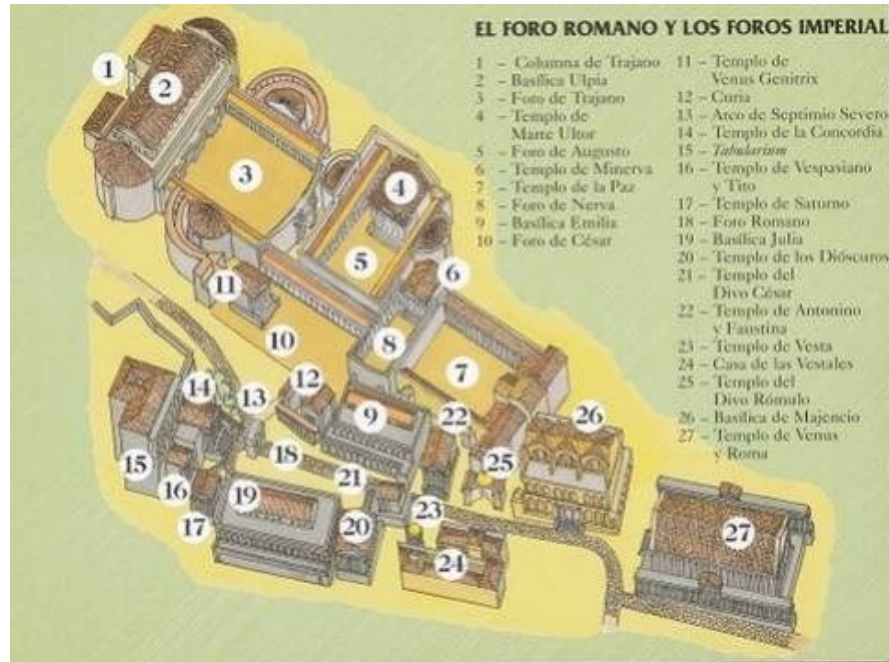 EL FORO ROMANO Y LOS FOROS IMPERIAL
1 – Columna de Trajano
2 – Basílica Ulpia
3 – Foro de Trajano
4 – Templo de
Marte Ultor
5 – Foro de Augusto
6 – Templo de Minerva
7 – Templo de la Paz
8 – Foro de Nerva
9 – Basílica Emilia
10 – Foro de César
11 – Templo de
Venus Genitrix
12 – Curia
13 – Arco de Septimio Severo
14 – Templo de la Concordia
15 – Tabularium
16 – Templo de Vespasiano
y Tito
17 – Templo de Saturno
18 – Foro Romano
19 – Basílica Julia
20 – Templo de los Dióscuros
21 – Templo del
Divo César
22 – Templo de Antonino
y Faustina
23 – Templo de Vesta
24 – Casa de las Vestales
25 – Templo del
Divo Rómulo
26 – Basílica de Majencio
27 – Templo de Venus
y Roma
1
2
3
4
5
6
11
10
8
7
12
14
13
9
22
26
15
18
25
16
19
21
17
20
23
24
27